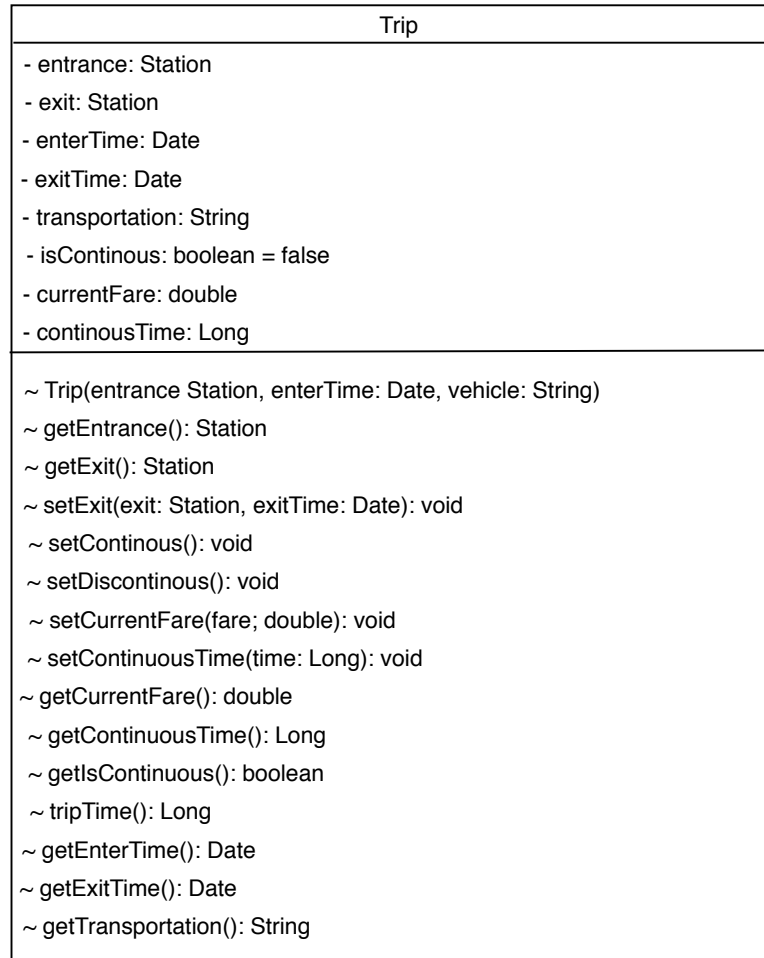 Trip
- entrance: Station
- exit: Station
- enterTime: Date
- exitTime: Date
- transportation: String
- isContinous: boolean = false
- currentFare: double
- continousTime: Long
~ Trip(entrance Station, enterTime: Date, vehicle: String)
~ getEntrance(): Station
~ getExit(): Station
~ setExit(exit: Station, exitTime: Date): void
~ setContinous(): void
~ setDiscontinous(): void
~ setCurrentFare(fare; double): void
~ setContinuousTime(time: Long): void
~ getCurrentFare(): double
~ getContinuousTime(): Long
~ getIsContinuous(): boolean
~ tripTime(): Long
~ getEnterTime(): Date
~ getExitTime(): Date
~ getTransportation(): String